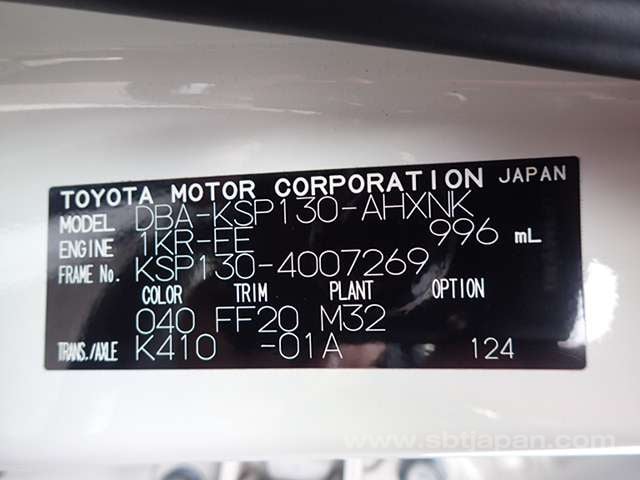 TOYOTA MOTOR CORPORATION JAPAN
MODEL DBA-KSP130-AHXNK
ENGINE 1KR-FE 996 mL
FRAME No. KSP130-4007269
COLOR TRIM PLANT OPTION
040 FF20 M32
TRANS./AXLE K410 -01A 124
www.sbtjapan.com